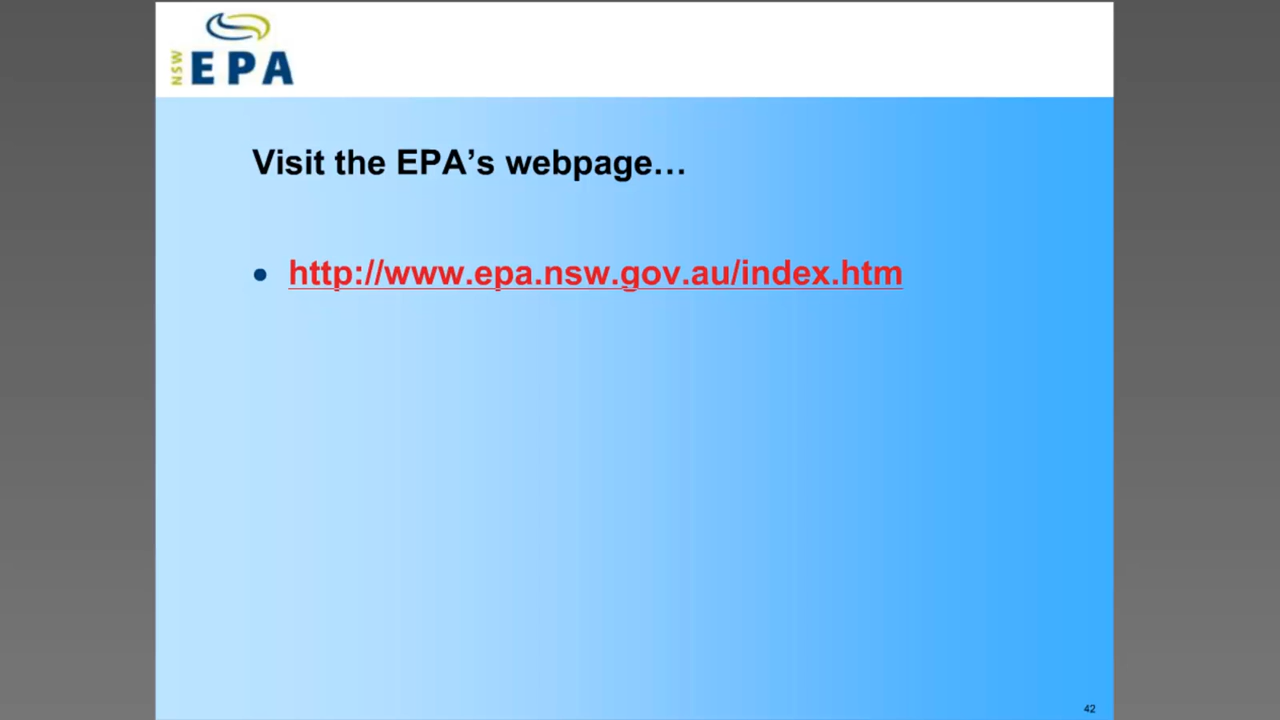 NSW EPA
Visit the EPA’s webpage…
• http://www.epa.nsw.gov.au/index.htm
42